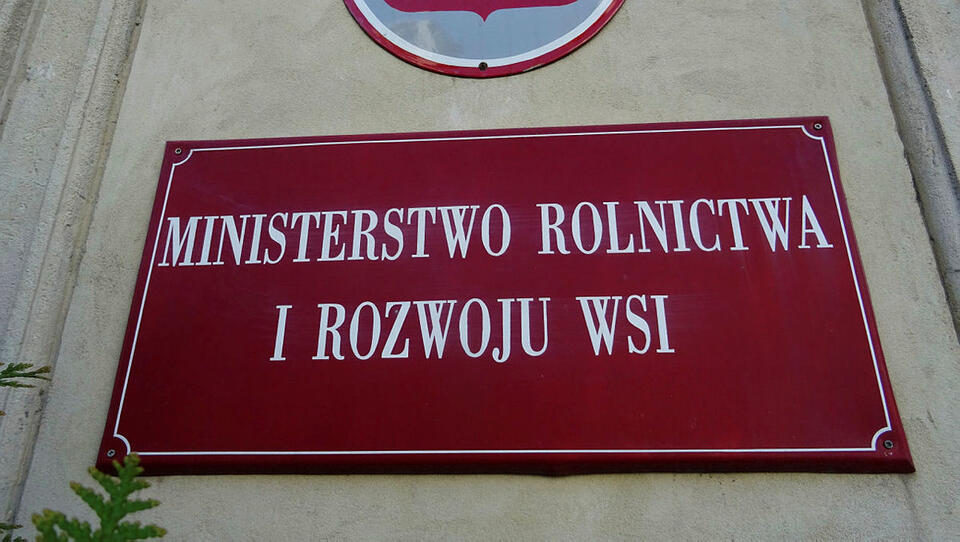 MINISTERSTWO ROLNICTWA
I ROZWOJU WSI